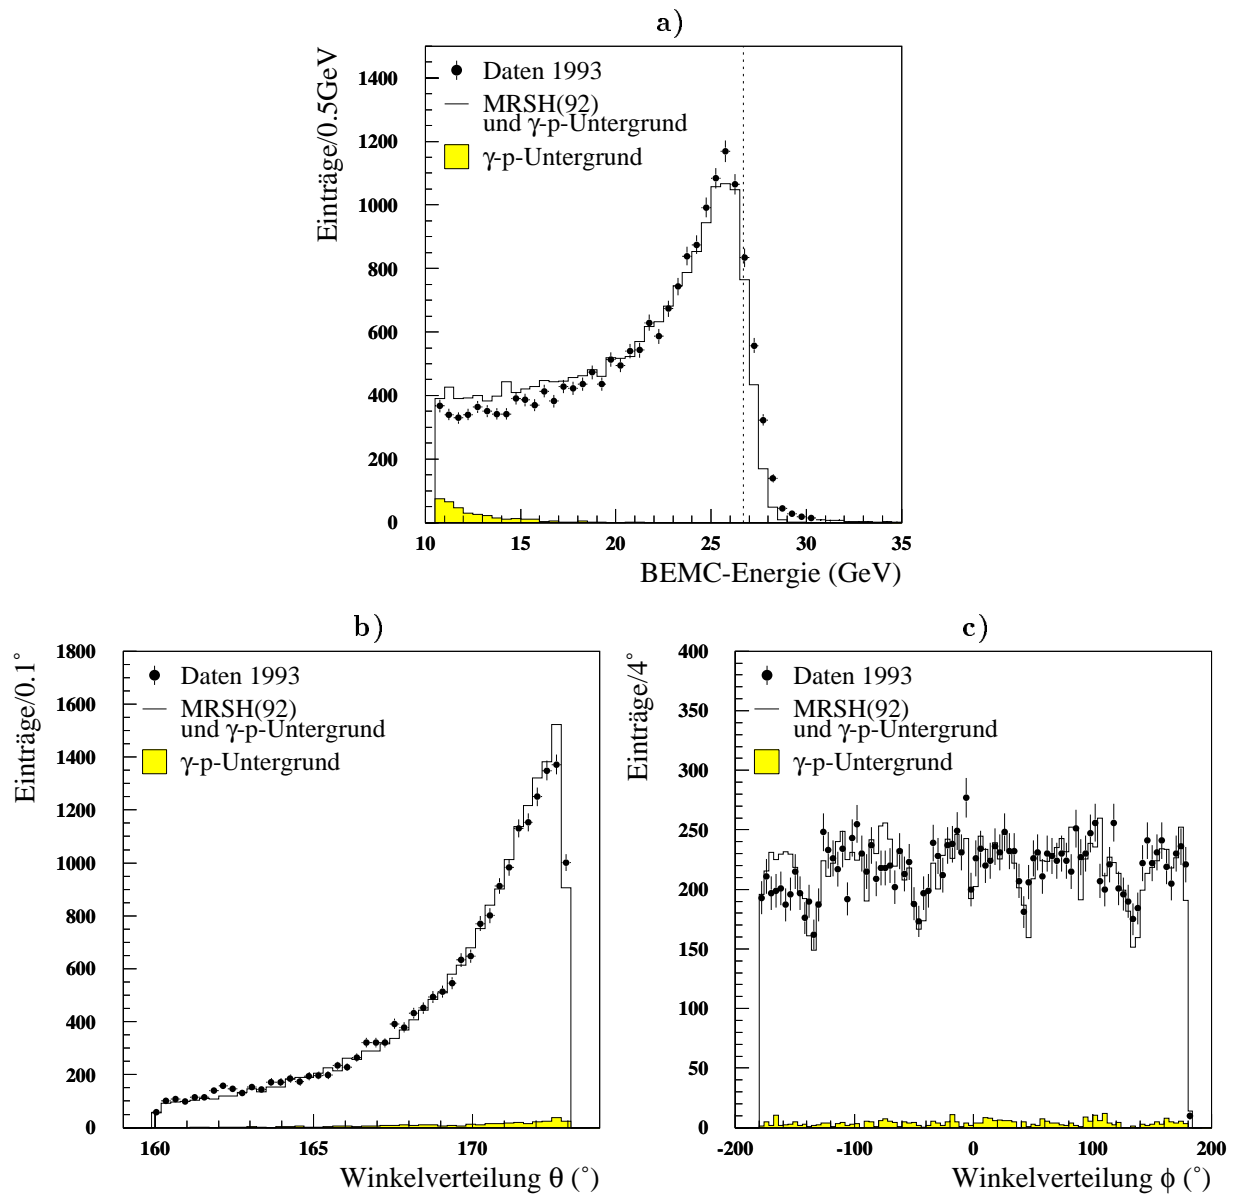 a)
Einträge/0.5GeV
Daten 1993
MRSH(92)
und γ-p-Untergrund
γ-p-Untergrund
1400
1200
1000
800
600
400
200
0
10 15 20 25 30 35
BEMC-Energie (GeV)
b)
Einträge/0.1°
Daten 1993
MRSH(92)
und γ-p-Untergrund
γ-p-Untergrund
1800
1600
1400
1200
1000
800
600
400
200
0
160 165 170
Winkelverteilung θ (°)
c)
Einträge/4°
Daten 1993
MRSH(92)
und γ-p-Untergrund
γ-p-Untergrund
400
350
300
250
200
150
100
50
0
-200 -100 0 100 200
Winkelverteilung ϕ (°)